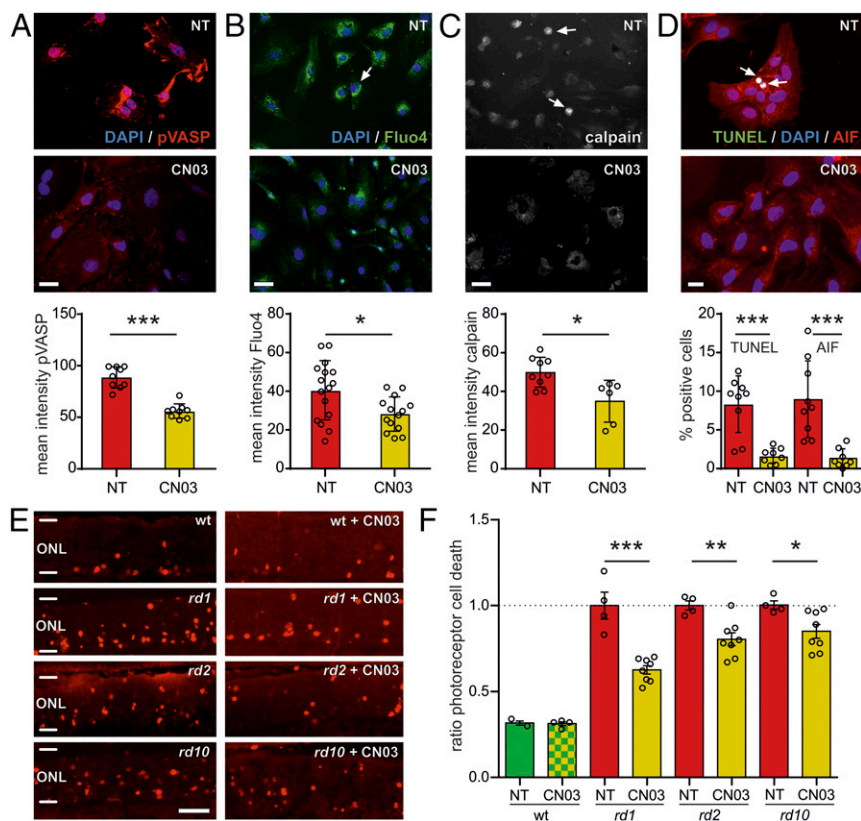 A
NT
DAPI / pVASP
CN03
mean intensity pVASP
150
100
50
0
***
NT
CN03
B
NT
DAPI / Fluo4
CN03
mean intensity Fluo4
80
60
40
20
0
*
NT
CN03
C
NT
calpain
CN03
mean intensity calpain
80
60
40
20
0
*
NT
CN03
D
NT
TUNEL / DAPI / AIF
CN03
% positive cells
20
15
10
5
0
***
***
TUNEL
AIF
NT
CN03
NT
CN03
E
ONL
wt
wt + CN03
rd1
rd1 + CN03
ONL
rd2
rd2 + CN03
rd10
rd10 + CN03
ONL
F
ratio photoreceptor cell death
1.5
1.0
0.5
0.0
***
**
*
NT
CN03
NT
CN03
NT
CN03
NT
CN03
wt
rd1
rd2
rd10